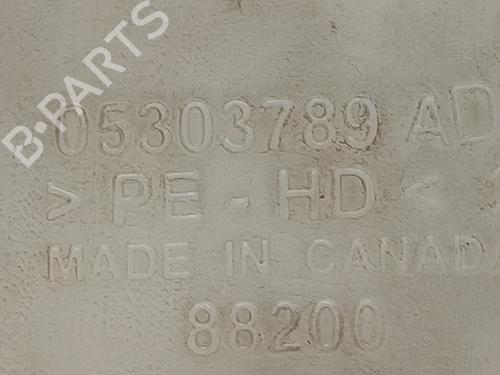 B-PARTS
05303789 AD
> PE - HD <
MADE IN CANADA
88200